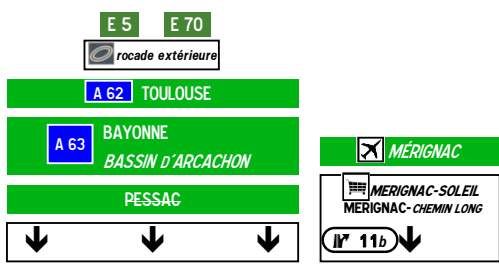 E 5 E 70
rocade extérieure
A 62 TOULOUSE
A 63 BAYONNE
BASSIN D'ARCACHON
PESSAC
MÉRIGNAC
MERIGNAC-SOLEIL
MERIGNAC-CHEMIN LONG
11b